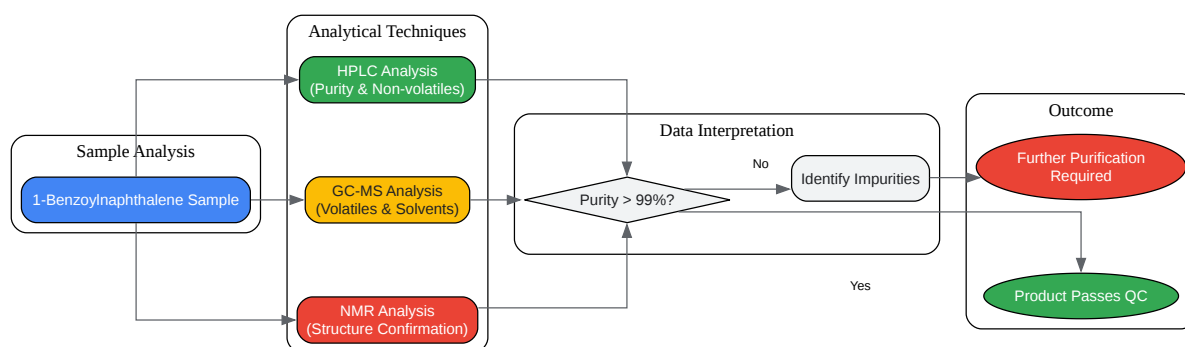 Sample Analysis
1-Benzoylnaphthalene Sample
Analytical Techniques
HPLC Analysis
(Purity & Non-volatiles)
GC-MS Analysis
(Volatiles & Solvents)
NMR Analysis
(Structure Confirmation)
Data Interpretation
Purity > 99%?
No
Identify Impurities
Yes
Outcome
Further Purification
Required
Product Passes QC